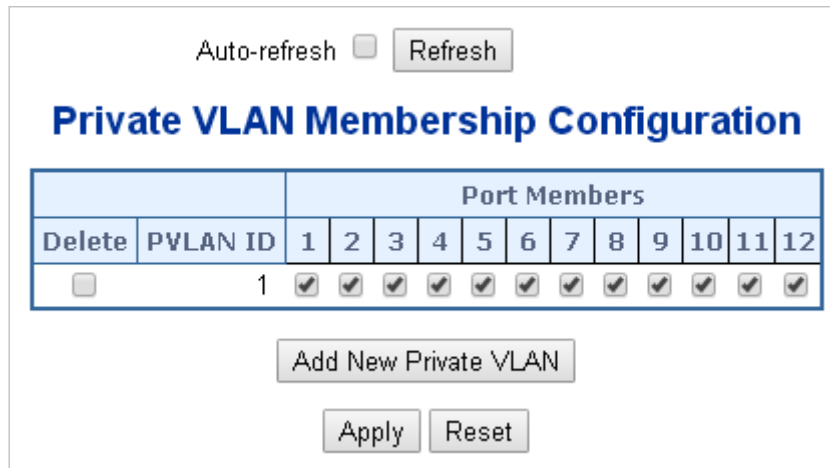 Auto-refresh Refresh
Private VLAN Membership Configuration
Port Members
Delete PVLAN ID 1 2 3 4 5 6 7 8 9 10 11 12
1
Add New Private VLAN
Apply Reset